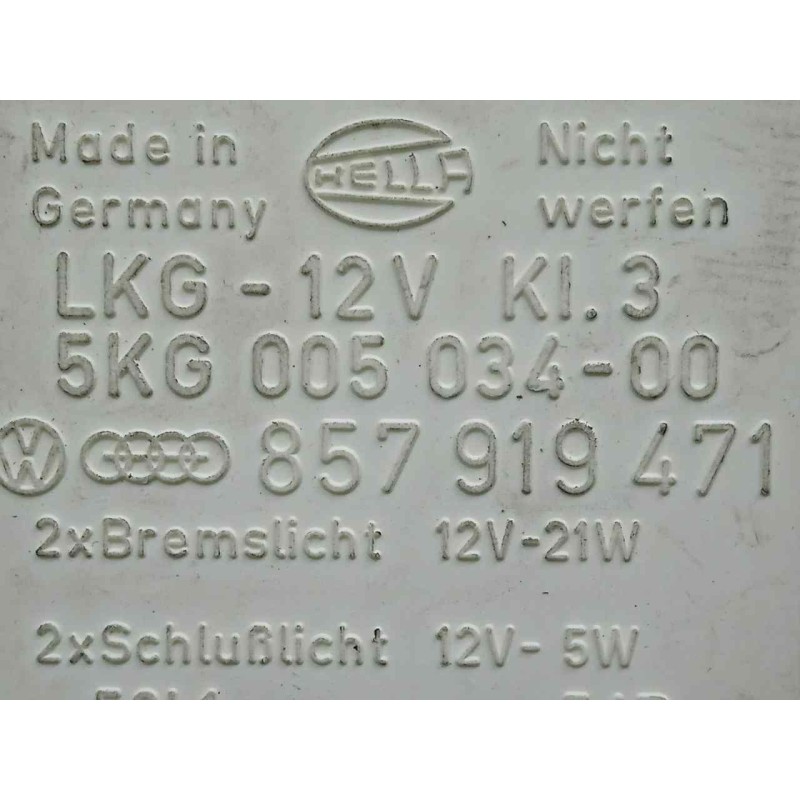 Made in Germany
HELLA
Nicht werfen
LKG - 12V Kl. 3
5KG 005 034-00
857 919 471
2xBremslicht 12V-21W
2xSchlußlicht 12V- 5W